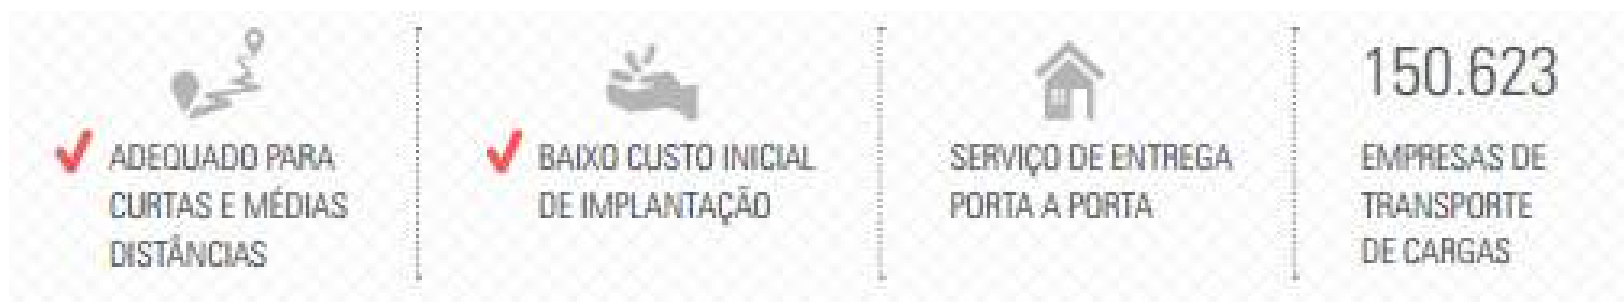 ADEQUADO PARA
CURTAS E MÉDIAS
DISTÂNCIAS
BAIXO CUSTO INICIAL
DE IMPLANTAÇÃO
SERVIÇO DE ENTREGA
PORTA A PORTA
150.623
EMPRESAS DE
TRANSPORTE
DE CARGAS